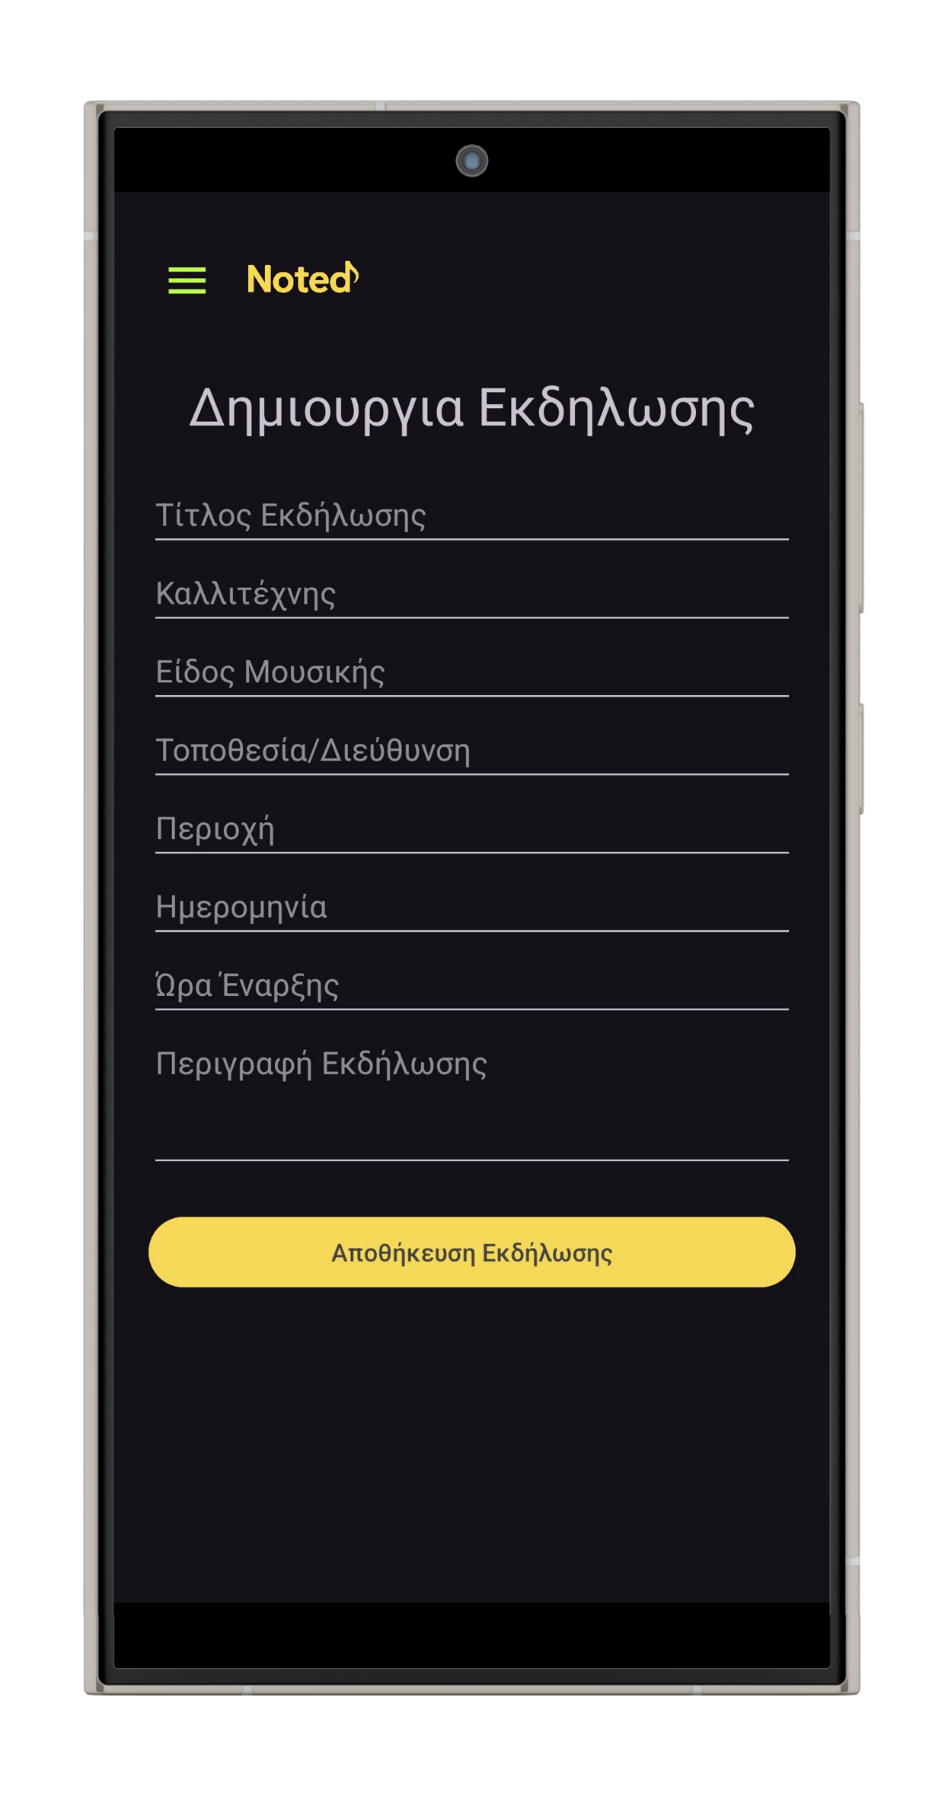 Noted
Δημιουργια Εκδηλωσης
Τίτλος Εκδήλωσης
Καλλιτέχνης
Είδος Μουσικής
Τοποθεσία/Διεύθυνση
Περιοχή
Ημερομηνία
Ώρα Έναρξης
Περιγραφή Εκδήλωσης
Αποθήκευση Εκδήλωσης